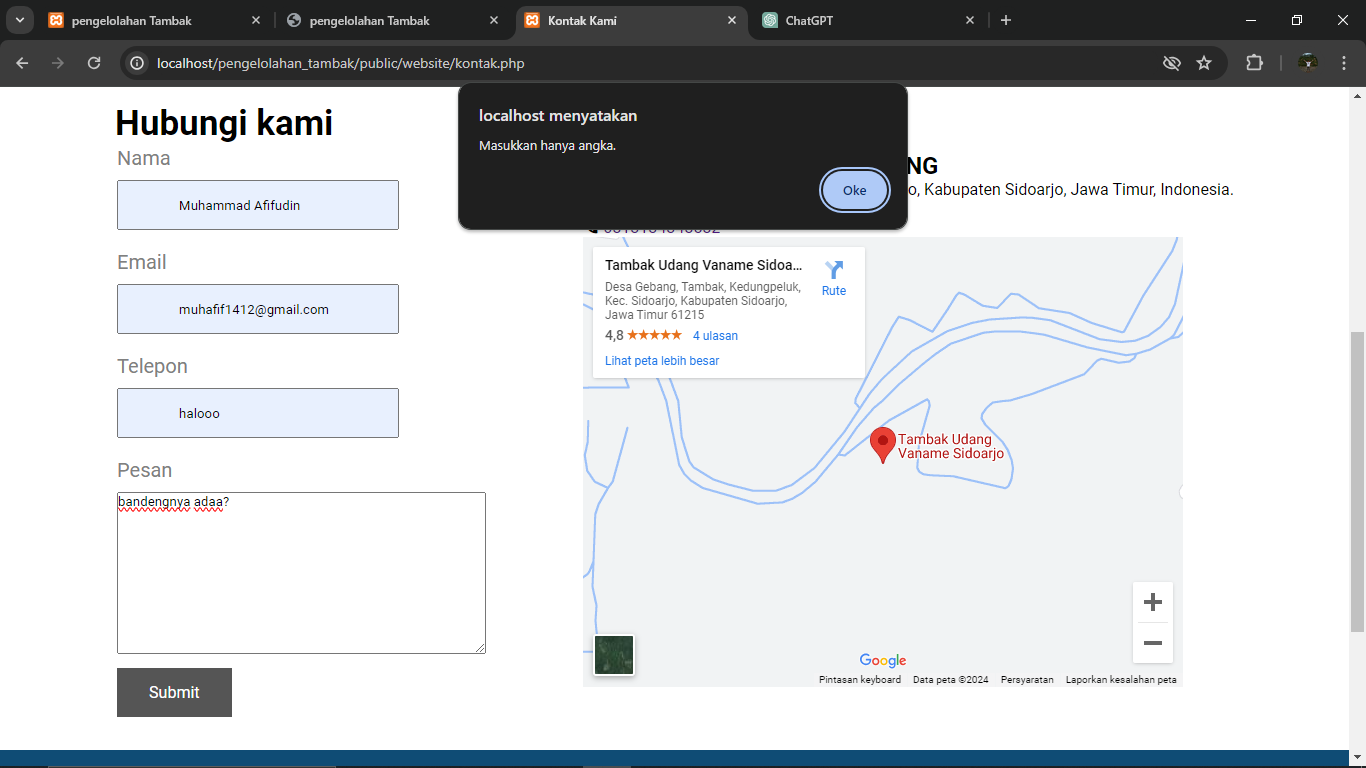 pengelolahan Tambak
pengelolahan Tambak
Kontak Kami
ChatGPT
localhost/pengelolahan_tambak/public/website/kontak.php
localhost menyatakan
Masukkan hanya angka.
Oke
Hubungi kami
Nama
Muhammad Afifudin
Email
muhafif1412@gmail.com
Telepon
halooo
Pesan
bandengnya adaa?
Submit
NG
o, Kabupaten Sidoarjo, Jawa Timur, Indonesia.
Tambak Udang Vaname Sidoa...
Desa Gebang, Tambak, Kedungpeluk,
Kec. Sidoarjo, Kabupaten Sidoarjo,
Jawa Timur 61215
4,8
4 ulasan
Lihat peta lebih besar
Rute
Tambak Udang
Vaname Sidoarjo
Google
Pintasan keyboard
Data peta ©2024
Persyaratan
Laporkan kesalahan peta